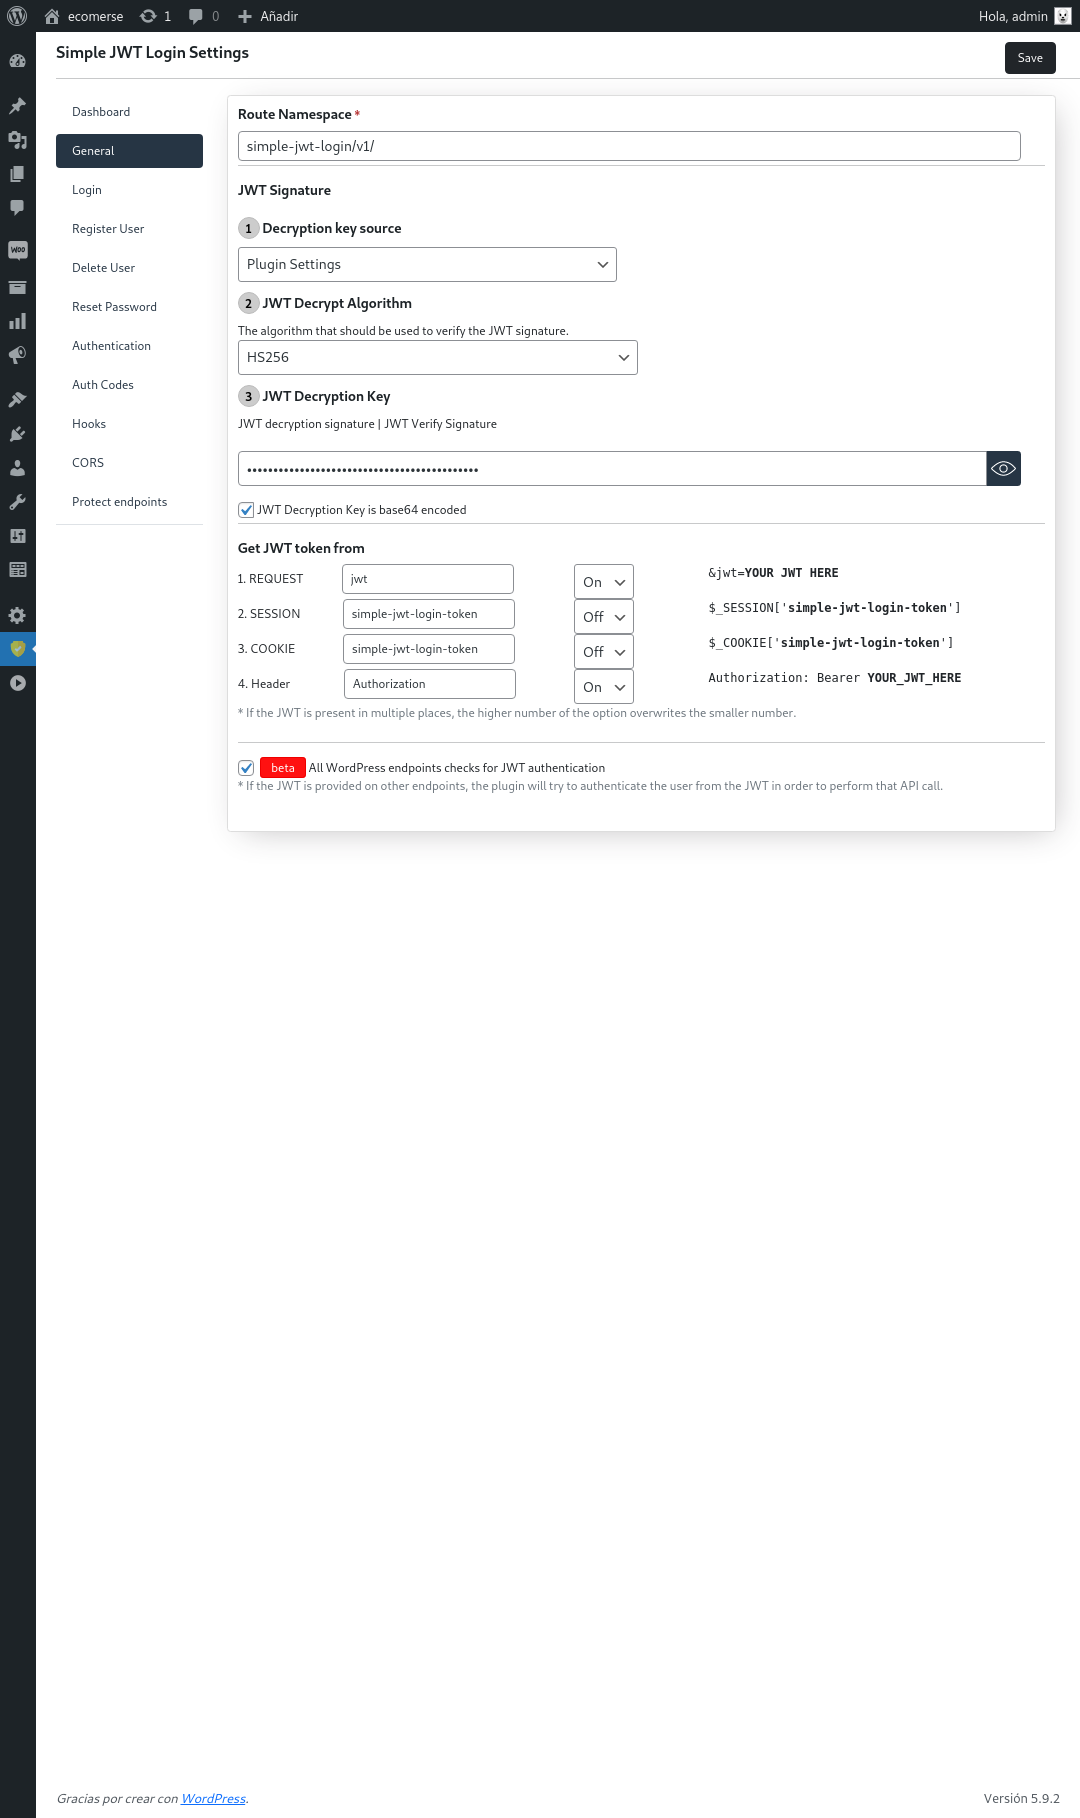 ecomerse 1 0 Añadir Hola, admin
Simple JWT Login Settings
Save
Dashboard
General
Login
Register User
Delete User
Reset Password
Authentication
Auth Codes
Hooks
CORS
Protect endpoints
Route Namespace *
simple-jwt-login/v1/
JWT Signature
1 Decryption key source
Plugin Settings
2 JWT Decrypt Algorithm
The algorithm that should be used to verify the JWT signature.
HS256
3 JWT Decryption Key
JWT decryption signature | JWT Verify Signature
••••••••••••••••••••••••••••••••••••••••••••
JWT Decryption Key is base64 encoded
Get JWT token from
1. REQUEST jwt On &jwt=YOUR JWT HERE
2. SESSION simple-jwt-login-token Off $_SESSION['simple-jwt-login-token']
3. COOKIE simple-jwt-login-token Off $_COOKIE['simple-jwt-login-token']
4. Header Authorization On Authorization: Bearer YOUR_JWT_HERE
* If the JWT is present in multiple places, the higher number of the option overwrites the smaller number.
beta All WordPress endpoints checks for JWT authentication
* If the JWT is provided on other endpoints, the plugin will try to authenticate the user from the JWT in order to perform that API call.
Woo
Gracias por crear con WordPress. Versión 5.9.2